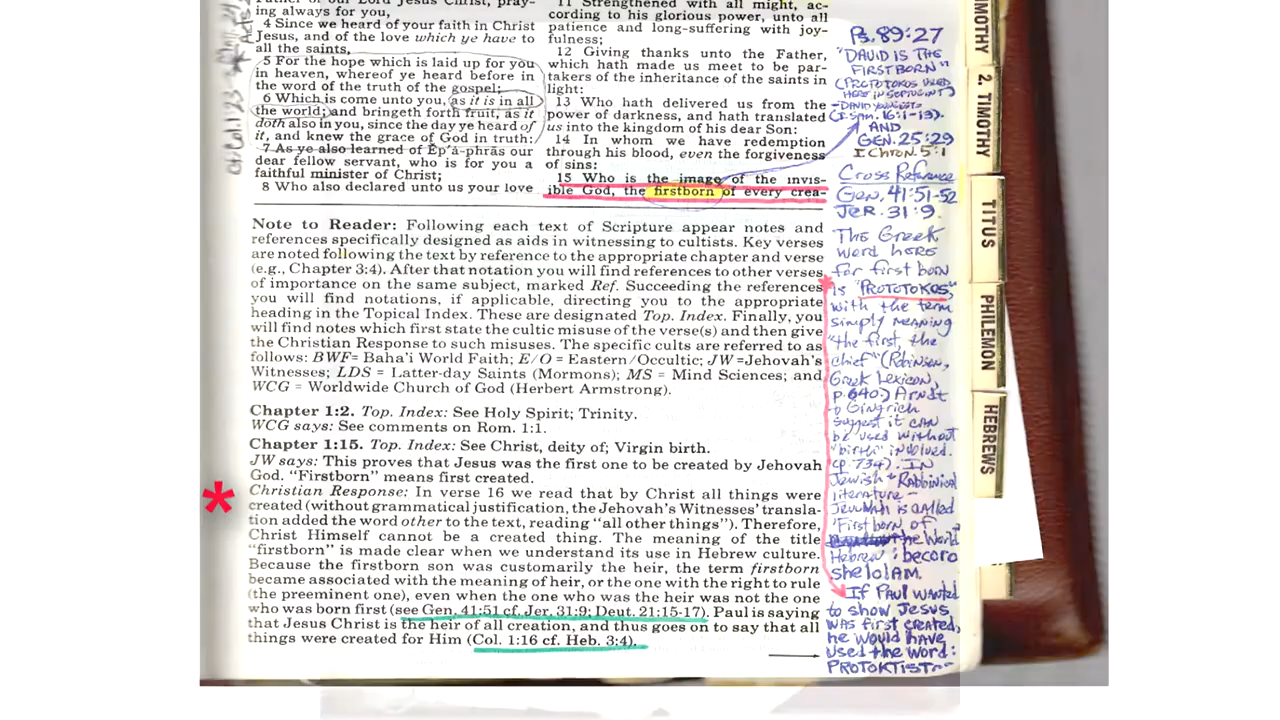 ing always for you,
4 Since we heard of your faith in Christ
Jesus, and of the love which ye have to
all the saints,
5 For the hope which is laid up for you
in heaven, whereof ye heard before in
the word of the truth of the gospel;
6 Which is come unto you, as it is in all
the world; and bringeth forth fruit, as it
doth also in you, since the day ye heard of
it, and knew the grace of God in truth:
7 As ye also learned of Ĕp'ȧ-phrăs our
dear fellow servant, who is for you a
faithful minister of Christ;
8 Who also declared unto us your love
11 Strengthened with all might, ac-
cording to his glorious power, unto all
patience and long-suffering with joy-
fulness;
12 Giving thanks unto the Father,
which hath made us meet to be par-
takers of the inheritance of the saints in
light:
13 Who hath delivered us from the
power of darkness, and hath translated
us into the kingdom of his dear Son:
14 In whom we have redemption
through his blood, even the forgiveness
of sins:
15 Who is the image of the invis-
ible God, the firstborn of every crea-
Note to Reader: Following each text of Scripture appear notes and
references specifically designed as aids in witnessing to cultists. Key verses
are noted following the text by reference to the appropriate chapter and verse
(e.g., Chapter 3:4). After that notation you will find references to other verses
of importance on the same subject, marked Ref. Succeeding the references
you will find notations, if applicable, directing you to the appropriate
heading in the Topical Index. These are designated Top. Index. Finally, you
will find notes which first state the cultic misuse of the verse(s) and then give
the Christian Response to such misuses. The specific cults are referred to as
follows: BWF= Baha'i World Faith; E/O = Eastern/Occultic; JW =Jehovah's
Witnesses; LDS = Latter-day Saints (Mormons); MS = Mind Sciences; and
WCG = Worldwide Church of God (Herbert Armstrong).
Chapter 1:2. Top. Index: See Holy Spirit; Trinity.
WCG says: See comments on Rom. 1:1.
Chapter 1:15. Top. Index: See Christ, deity of; Virgin birth.
JW says: This proves that Jesus was the first one to be created by Jehovah
God. "Firstborn" means first created.
Christian Response: In verse 16 we read that by Christ all things were
created (without grammatical justification, the Jehovah's Witnesses' transla-
tion added the word other to the text, reading "all other things"). Therefore,
Christ Himself cannot be a created thing. The meaning of the title
"firstborn" is made clear when we understand its use in Hebrew culture.
Because the firstborn son was customarily the heir, the term firstborn
became associated with the meaning of heir, or the one with the right to rule
(the preeminent one), even when the one who was the heir was not the one
who was born first (see Gen. 41:51 cf. Jer. 31:9; Deut. 21:15-17). Paul is saying
that Jesus Christ is the heir of all creation, and thus goes on to say that all
things were created for Him (Col. 1:16 cf. Heb. 3:4).
Ps. 89:27
"DAVID IS THE
FIRSTBORN"
(PROTOTOKOS USED
HERE IN SEPTUGINT)
-DAVID YOUNGEST-
(I Sam. 16:1-13).
AND
GEN. 25:29
I Chron. 5:1
Cross Reference
Gen. 41:51-52
JER. 31:9.
The Greek
word here
for first born
is "PROTOTOKOS,"
with the term
simply meaning
"the first, the
chief" (Robinson,
Greek Lexicon,
p. 640.) Arndt
& Gingrich
suggest it can
be used without
"birth" involved.
(p. 734). IN
Jewish & Rabbinical
literature -
Jehovah is called
"First born of
the World"
Hebrew: becoro
shelolAM.
If Paul wanted
to show Jesus
was first created,
he would have
used the word:
PROTOKTISTOS
TIMOTHY
2. TIMOTHY
TITUS
PHILEMON
HEBREWS